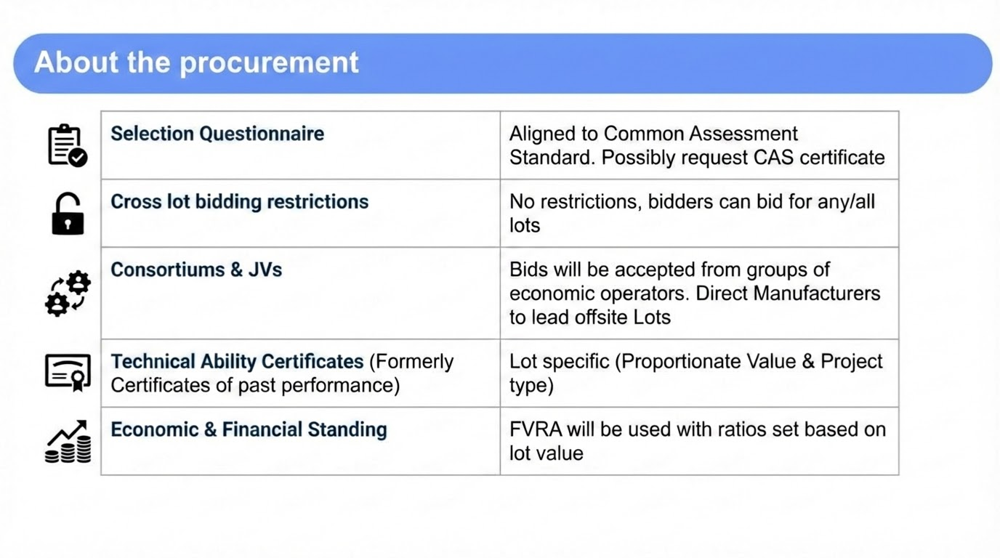 About the procurement
Selection Questionnaire
Aligned to Common Assessment
Standard. Possibly request CAS certificate
Cross lot bidding restrictions
No restrictions, bidders can bid for any/all
lots
Consortiums & JVs
Bids will be accepted from groups of
economic operators. Direct Manufacturers
to lead offsite Lots
Technical Ability Certificates (Formerly
Certificates of past performance)
Lot specific (Proportionate Value & Project
type)
Economic & Financial Standing
FVRA will be used with ratios set based on
lot value